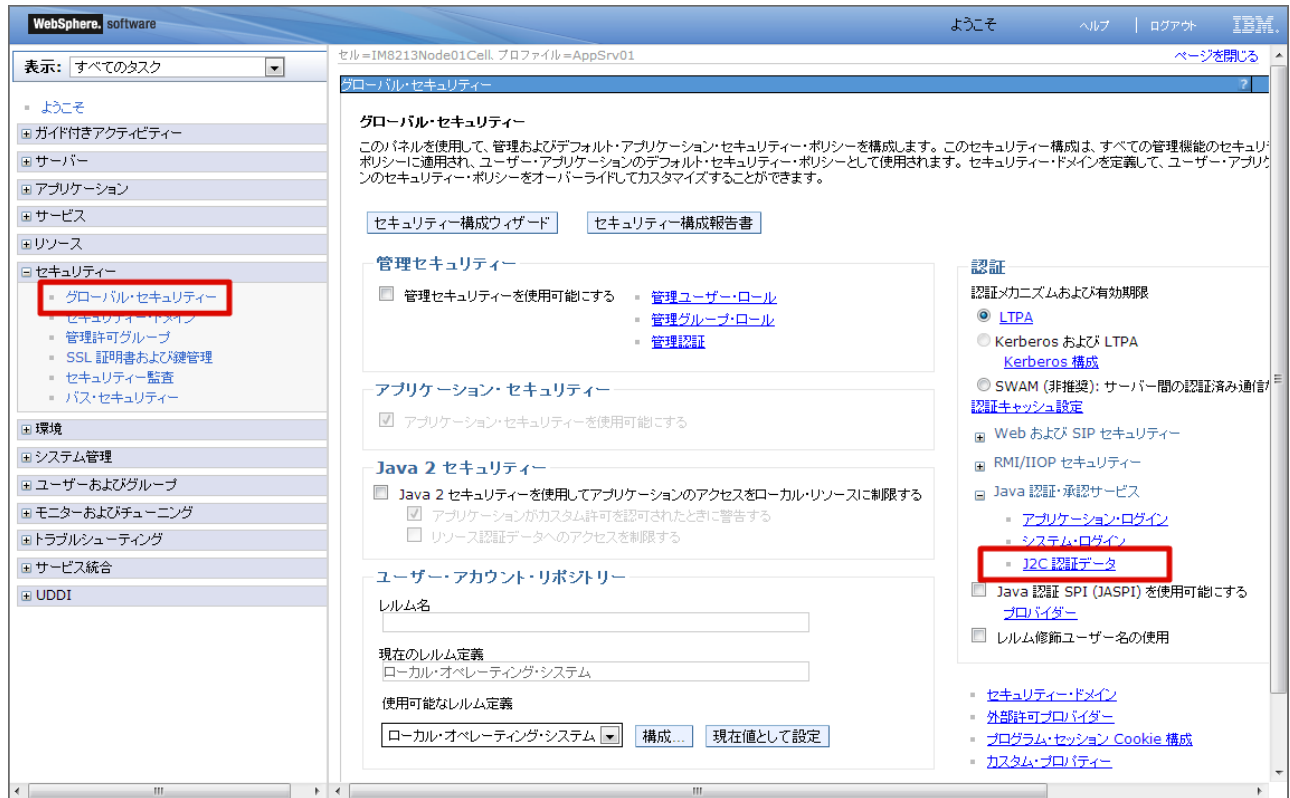 WebSphere. software
ようこそ
ヘルプ | ログアウト
IBM.
表示: すべてのタスク
ようこそ
ガイド付きアクティビティー
サーバー
アプリケーション
サービス
リソース
セキュリティー
グローバル・セキュリティー
セキュリティー・ドメイン
管理許可グループ
SSL 証明書および鍵管理
セキュリティー監査
バス・セキュリティー
環境
システム管理
ユーザーおよびグループ
モニターおよびチューニング
トラブルシューティング
サービス統合
UDDI
セル=IM8213Node01Cell, プロファイル=AppSrv01
ページを閉じる
グローバル・セキュリティー
?
グローバル・セキュリティー
このパネルを使用して、管理およびデフォルト・アプリケーション・セキュリティー・ポリシーを構成します。このセキュリティー構成は、すべての管理機能のセキュリ
ポリシーに適用され、ユーザー・アプリケーションのデフォルト・セキュリティー・ポリシーとして使用されます。セキュリティー・ドメインを定義して、ユーザー・アプリケ
ンのセキュリティー・ポリシーをオーバーライドしてカスタマイズすることができます。
セキュリティー構成ウィザード
セキュリティー構成報告書
管理セキュリティー
管理セキュリティーを使用可能にする
管理ユーザー・ロール
管理グループ・ロール
管理認証
アプリケーション・セキュリティー
アプリケーション・セキュリティーを使用可能にする
Java 2 セキュリティー
Java 2 セキュリティーを使用してアプリケーションのアクセスをローカル・リソースに制限する
アプリケーションがカスタム許可を認可されたときに警告する
リソース認証データへのアクセスを制限する
ユーザー・アカウント・リポジトリー
レルム名
現在のレルム定義
ローカル・オペレーティング・システム
使用可能なレルム定義
ローカル・オペレーティング・システム
構成...
現在値として設定
認証
認証メカニズムおよび有効期限
LTPA
Kerberos および LTPA
Kerberos 構成
SWAM (非推奨): サーバー間の認証済み通信
認証キャッシュ設定
Web および SIP セキュリティー
RMI/IIOP セキュリティー
Java 認証・承認サービス
アプリケーション・ログイン
システム・ログイン
J2C 認証データ
Java 認証 SPI (JASPI) を使用可能にする
プロバイダー
レルム修飾ユーザー名の使用
セキュリティー・ドメイン
外部許可プロバイダー
プログラム・セッション Cookie 構成
カスタム・プロパティー